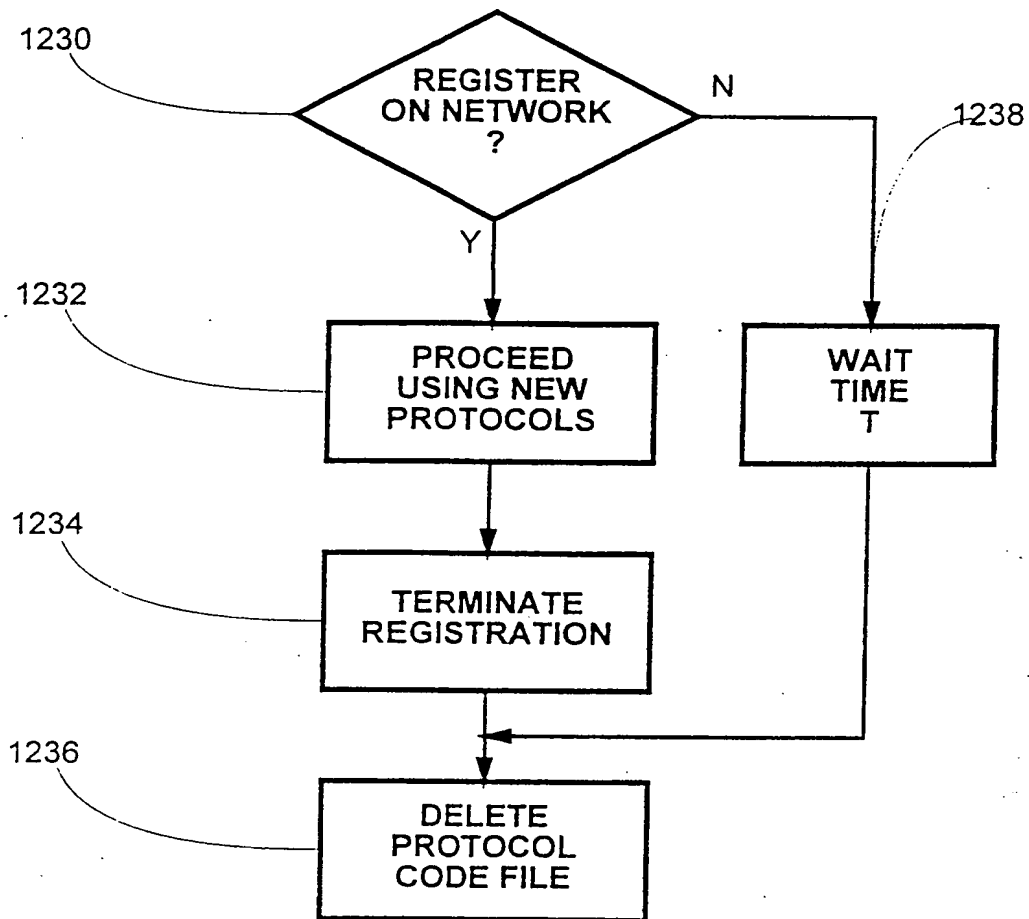 1230
REGISTER
ON NETWORK
?
N
1238
Y
1232
PROCEED
USING NEW
PROTOCOLS
WAIT
TIME
T
1234
TERMINATE
REGISTRATION
1236
DELETE
PROTOCOL
CODE FILE